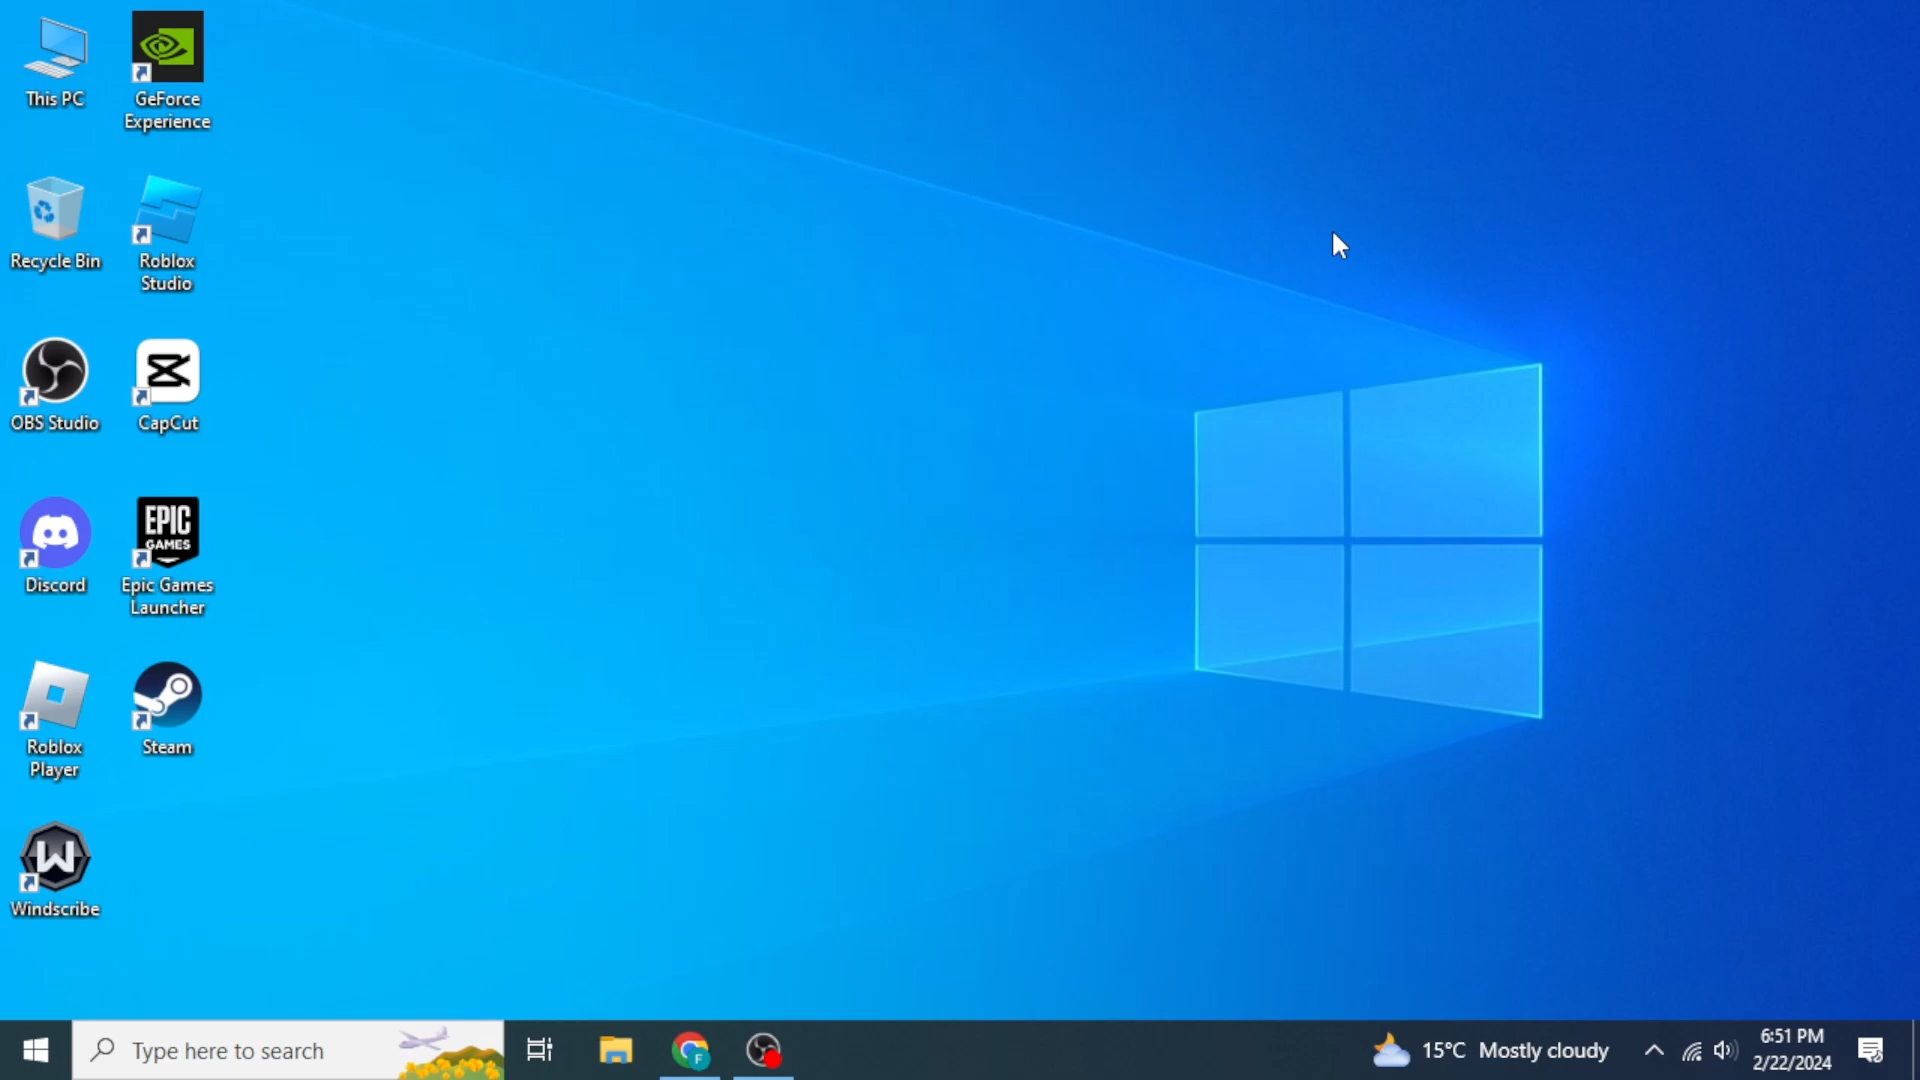 This PC
GeForce
Experience
Recycle Bin
Roblox
Studio
OBS Studio
CapCut
Discord
EPIC
GAMES
Epic Games
Launcher
Roblox
Player
Steam
W
Windscribe
Type here to search
F
15°C Mostly cloudy
6:51 PM
2/22/2024